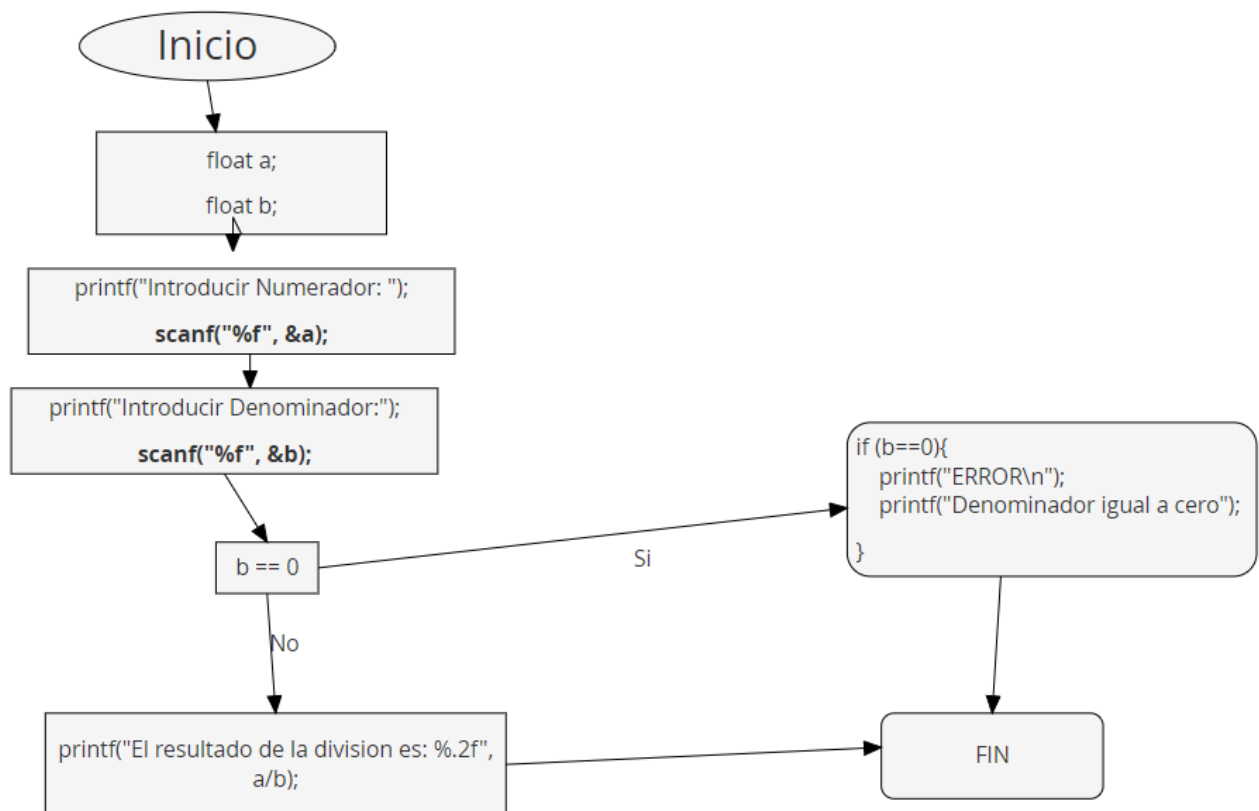 Inicio
float a;
float b;
printf("Introducir Numerador: ");
scanf("%f", &a);
printf("Introducir Denominador:");
scanf("%f", &b);
b == 0
Si
if (b==0){
printf("ERROR\n");
printf("Denominador igual a cero");
}
No
printf("El resultado de la division es: %.2f",
a/b);
FIN